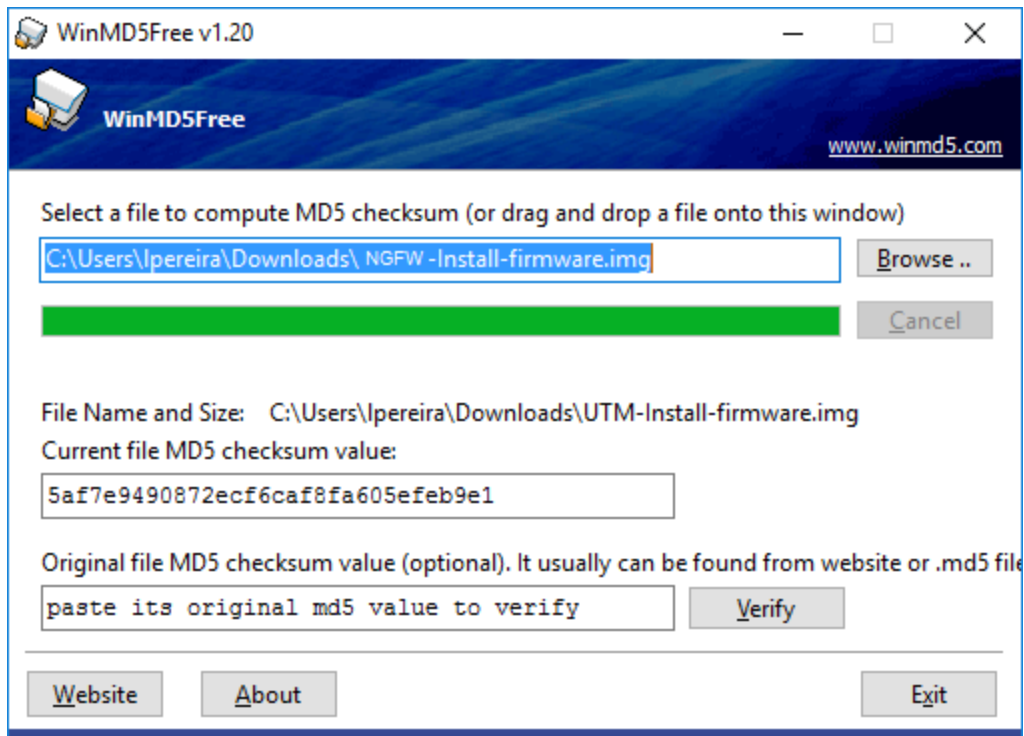 WinMD5Free v1.20
WinMD5Free
www.winmd5.com
Select a file to compute MD5 checksum (or drag and drop a file onto this window)
C:\Users\lpereira\Downloads\ NGFW -Install-firmware.img
Browse ..
Cancel
File Name and Size: C:\Users\lpereira\Downloads\UTM-Install-firmware.img
Current file MD5 checksum value:
5af7e9490872ecf6caf8fa605efeb9e1
Original file MD5 checksum value (optional). It usually can be found from website or .md5 file
paste its original md5 value to verify
Verify
Website
About
Exit